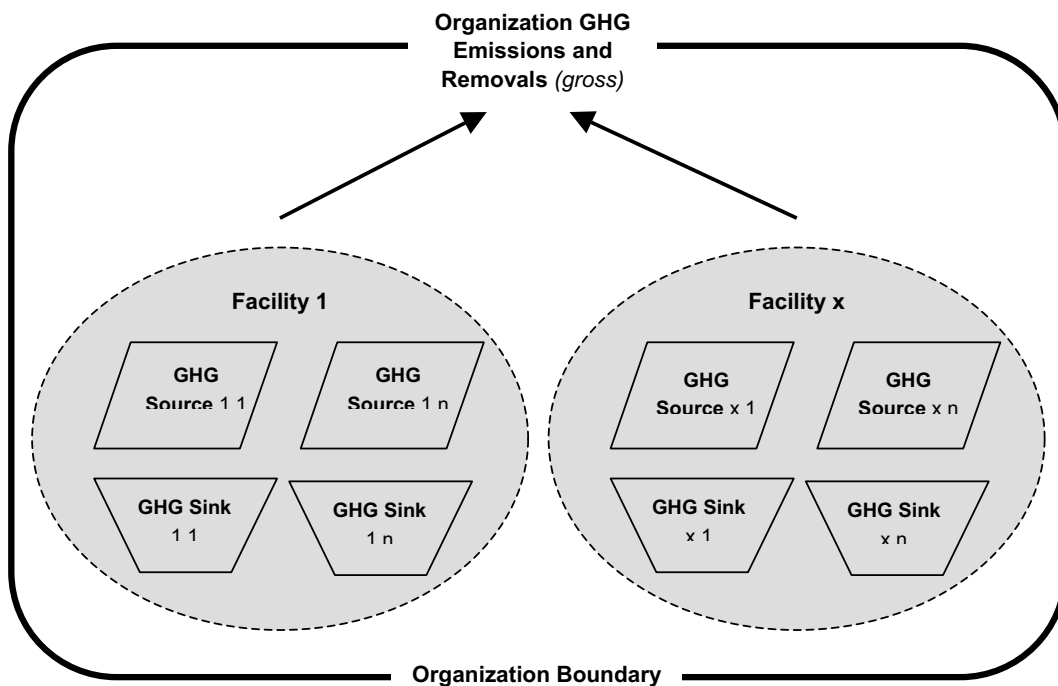 Organization GHG
Emissions and
Removals (gross)
Facility 1
Facility x
GHG
Source 1 1
GHG
Source 1 n
GHG
Source x 1
GHG
Source x n
GHG Sink
1 1
GHG Sink
1 n
GHG Sink
x 1
GHG Sink
x n
Organization Boundary